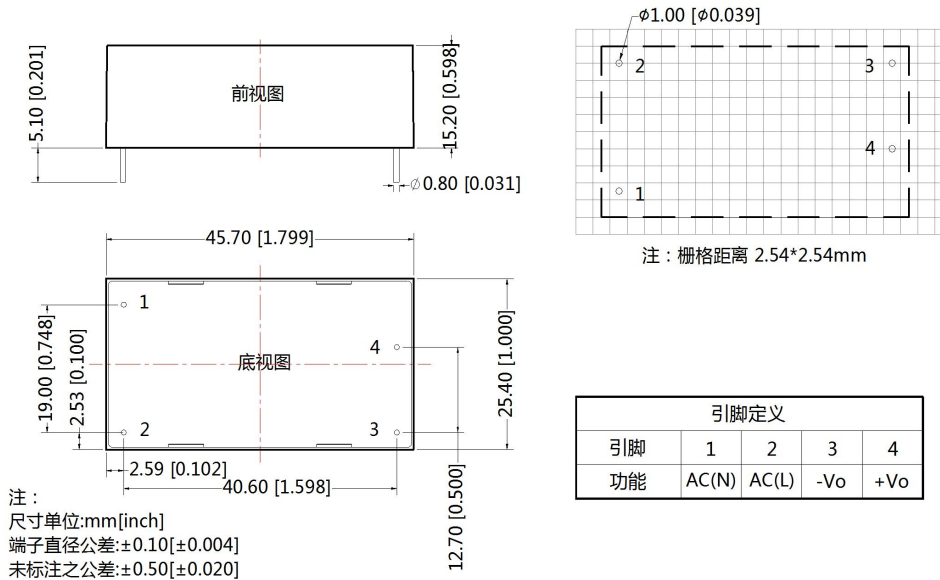 5.10 [0.201]
前视图
15.20 [0.598]
⌀0.80 [0.031]
⌀1.00 [⌀0.039]
2
3
4
1
注：栅格距离 2.54*2.54mm
45.70 [1.799]
1
4
底视图
2
3
19.00 [0.748]
2.53 [0.100]
25.40 [1.000]
2.59 [0.102]
40.60 [1.598]
12.70 [0.500]
注：
尺寸单位:mm[inch]
端子直径公差:±0.10[±0.004]
未标注之公差:±0.50[±0.020]
引脚定义
引脚 1 2 3 4
功能 AC(N) AC(L) -Vo +Vo